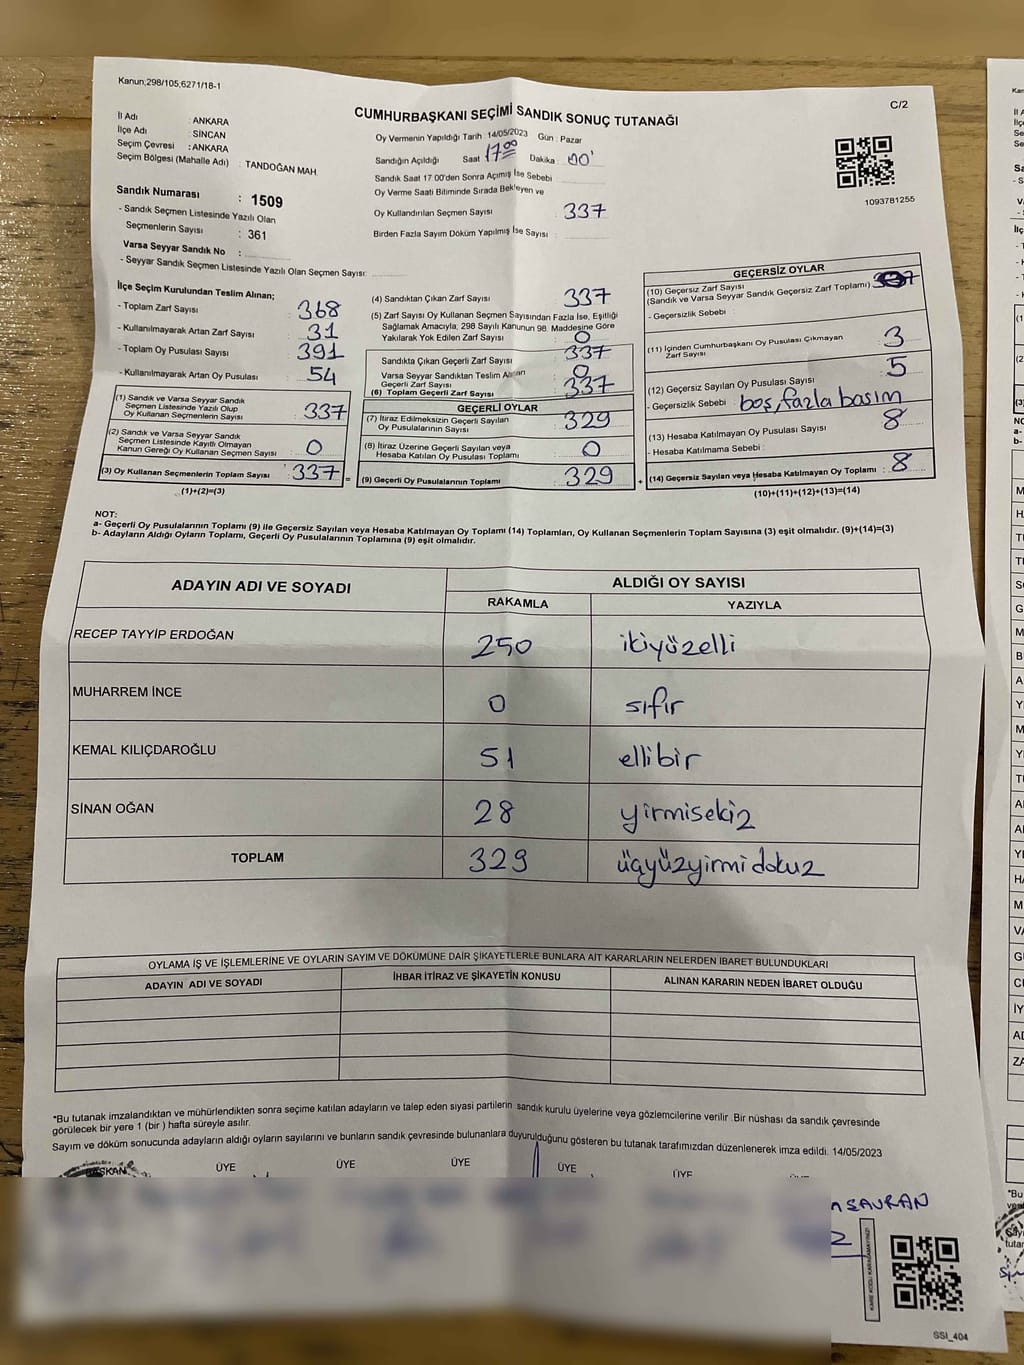 Kanun;298/105;6271/18-1
C/2
CUMHURBAŞKANI SEÇİMİ SANDIK SONUÇ TUTANAĞI
İl Adı : ANKARA
İlçe Adı : SİNCAN
Seçim Çevresi : ANKARA
Seçim Bölgesi (Mahalle Adı) : TANDOĞAN MAH.
Sandık Numarası : 1509
- Sandık Seçmen Listesinde Yazılı Olan
Seçmenlerin Sayısı : 361
Varsa Seyyar Sandık No :
- Seyyar Sandık Seçmen Listesinde Yazılı Olan Seçmen Sayısı:
Oy Vermenin Yapıldığı Tarih : 14/05/2023 Gün : Pazar
Sandığın Açıldığı Saat : 17⁰⁰ Dakika : 00'
Sandık Saat 17:00'den Sonra Açımış İse Sebebi :
Oy Verme Saati Bitiminde Sırada Bekleyen ve
Oy Kullandırılan Seçmen Sayısı : 337
Birden Fazla Sayım Döküm Yapılmış İse Sayısı :
1093781255
İlçe Seçim Kurulundan Teslim Alınan;
- Toplam Zarf Sayısı : 368
- Kullanılmayarak Artan Zarf Sayısı : 31
- Toplam Oy Pusulası Sayısı : 391
- Kullanılmayarak Artan Oy Pusulası : 54
(1) Sandık ve Varsa Seyyar Sandık
Seçmen Listesinde Yazılı Olup
Oy Kullanan Seçmenlerin Sayısı : 337
(2) Sandık ve Varsa Seyyar Sandık
Seçmen Listesinde Kayıtlı Olmayan
Kanun Gereği Oy Kullanan Seçmen Sayısı : 0
(3) Oy Kullanan Seçmenlerin Toplam Sayısı : 337 =
(1)+(2)=(3)
(4) Sandıktan Çıkan Zarf Sayısı : 337
(5) Zarf Sayısı Oy Kullanan Seçmen Sayısından Fazla İse, Eşitliği
Sağlamak Amacıyla; 298 Sayılı Kanunun 98. Maddesine Göre
Yakılarak Yok Edilen Zarf Sayısı : 0
Sandıkta Çıkan Geçerli Zarf Sayısı : 337
Varsa Seyyar Sandıktan Teslim Alınan
Geçerli Zarf Sayısı : 0
(6) Toplam Geçerli Zarf Sayısı : 337
GEÇERLİ OYLAR
(7) İtiraz Edilmeksizin Geçerli Sayılan
Oy Pusulalarının Sayısı : 329
(8) İtiraz Üzerine Geçerli Sayılan veya
Hesaba Katılan Oy Pusulası Toplamı : 0
(9) Geçerli Oy Pusulalarının Toplamı : 329 +
GEÇERSİZ OYLAR
(10) Geçersiz Zarf Sayısı :
(Sandık ve Varsa Seyyar Sandık Geçersiz Zarf Toplamı)
- Geçersizlik Sebebi :
(11) İçinden Cumhurbaşkanı Oy Pusulası Çıkmayan
Zarf Sayısı : 3
(12) Geçersiz Sayılan Oy Pusulası Sayısı : 5
- Geçersizlik Sebebi : boş, fazla basım
(13) Hesaba Katılmayan Oy Pusulası Sayısı : 8
- Hesaba Katılmama Sebebi :
(14) Geçersiz Sayılan veya Hesaba Katılmayan Oy Toplamı : 8
(10)+(11)+(12)+(13)=(14)
NOT:
a- Geçerli Oy Pusulalarının Toplamı (9) ile Geçersiz Sayılan veya Hesaba Katılmayan Oy Toplamı (14) Toplamları, Oy Kullanan Seçmenlerin Toplam Sayısına (3) eşit olmalıdır. (9)+(14)=(3)
b- Adayların Aldığı Oyların Toplamı, Geçerli Oy Pusulalarının Toplamına (9) eşit olmalıdır.
ADAYIN ADI VE SOYADI ALDIĞI OY SAYISI
RAKAMLA YAZIYLA
RECEP TAYYİP ERDOĞAN 250 ikiyüzelli
MUHARREM İNCE 0 sıfır
KEMAL KILIÇDAROĞLU 51 ellibir
SİNAN OĞAN 28 yirmisekiz
TOPLAM 329 üçyüzyirmidokuz
OYLAMA İŞ VE İŞLEMLERİNE VE OYLARIN SAYIM VE DÖKÜMÜNE DAİR ŞİKAYETLERLE BUNLARA AİT KARARLARIN NELERDEN İBARET BULUNDUKLARI
ADAYIN ADI VE SOYADI İHBAR İTİRAZ VE ŞİKAYETİN KONUSU ALINAN KARARIN NEDEN İBARET OLDUĞU
*Bu tutanak imzalandıktan ve mühürlendikten sonra seçime katılan adayların ve talep eden siyasi partilerin sandık kurulu üyelerine veya gözlemcilerine verilir. Bir nüshası da sandık çevresinde
görülecek bir yere 1 (bir ) hafta süreyle asılır.
Sayım ve döküm sonucunda adayların aldığı oyların sayılarını ve bunların sandık çevresinde bulunanlara duyurulduğunu gösteren bu tutanak tarafımızdan düzenlenerek imza edildi. 14/05/2023
BAŞKAN ÜYE ÜYE ÜYE ÜYE ÜYE
SAVRAN
SSİ_404